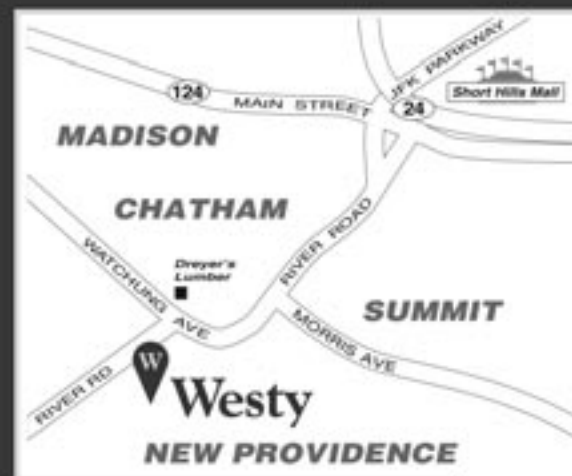 JFK PARKWAY
124
MAIN STREET
24
Short Hills Mall
MADISON
CHATHAM
WATCHUNG AVE
Dreyer's
Lumber
RIVER ROAD
SUMMIT
MORRIS AVE
RIVER RD
W
Westy
NEW PROVIDENCE